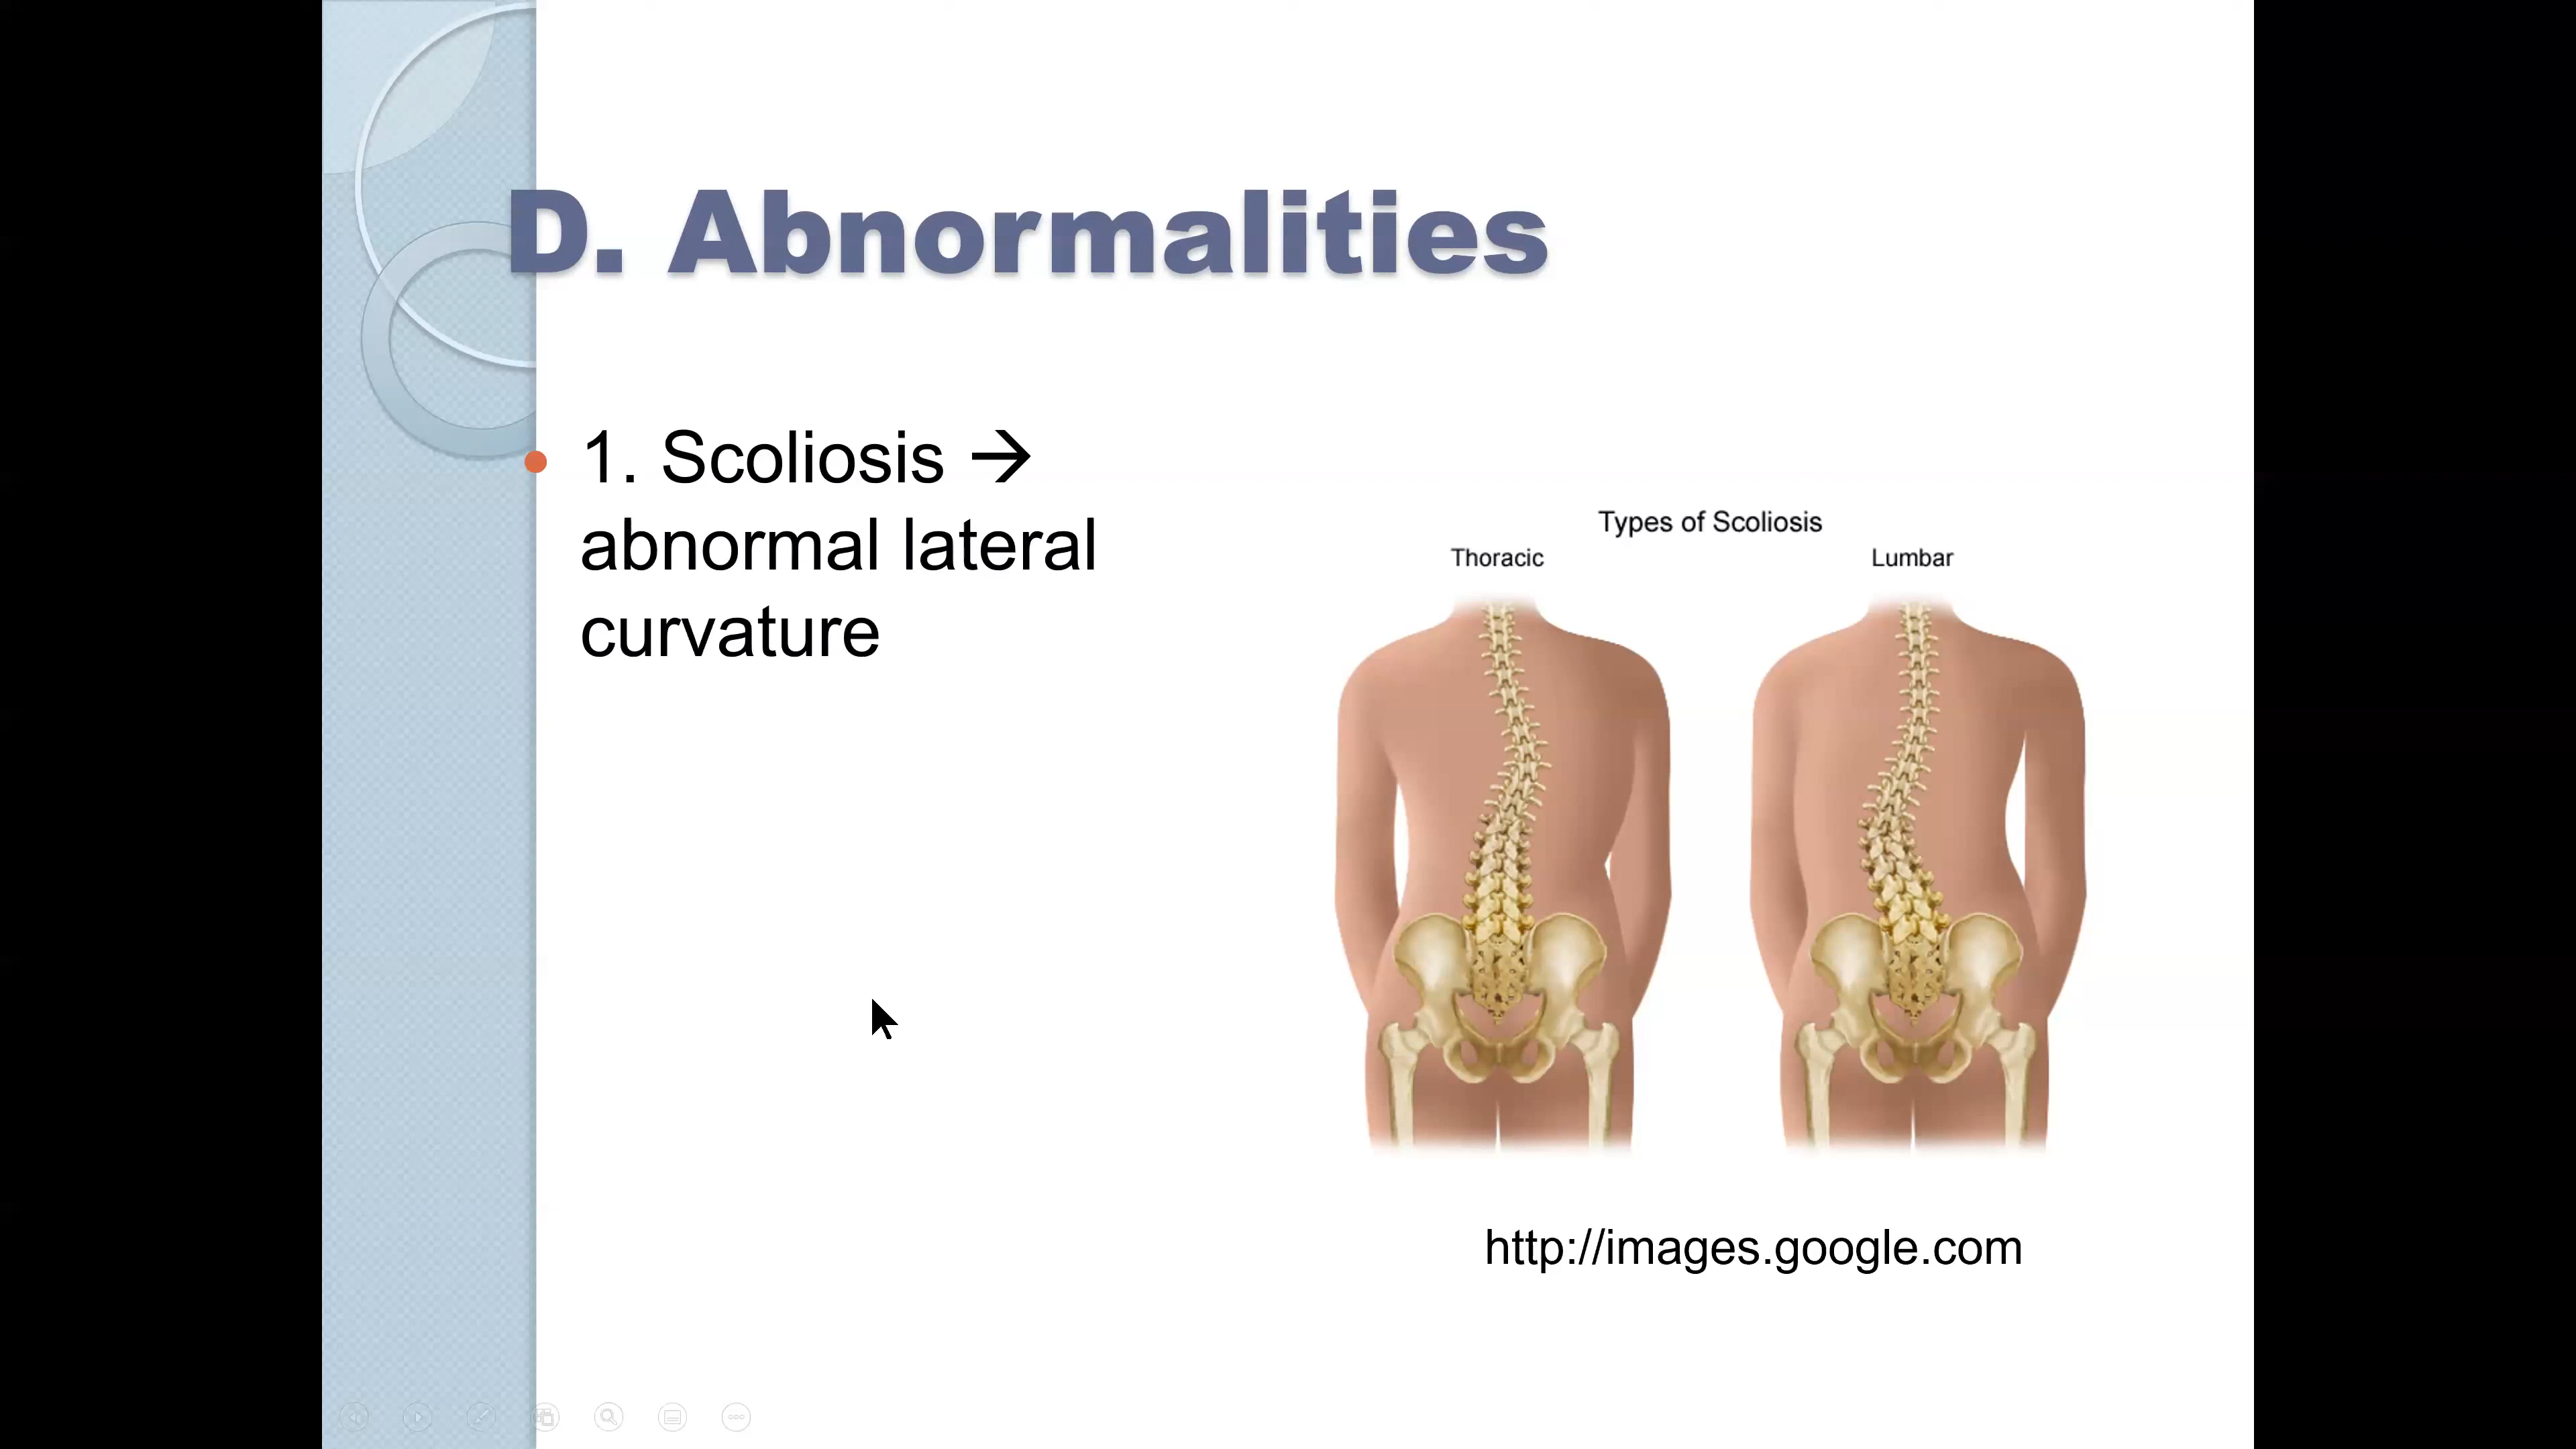 D. Abnormalities
1. Scoliosis →
abnormal lateral
curvature
Types of Scoliosis
Thoracic
Lumbar
http://images.google.com